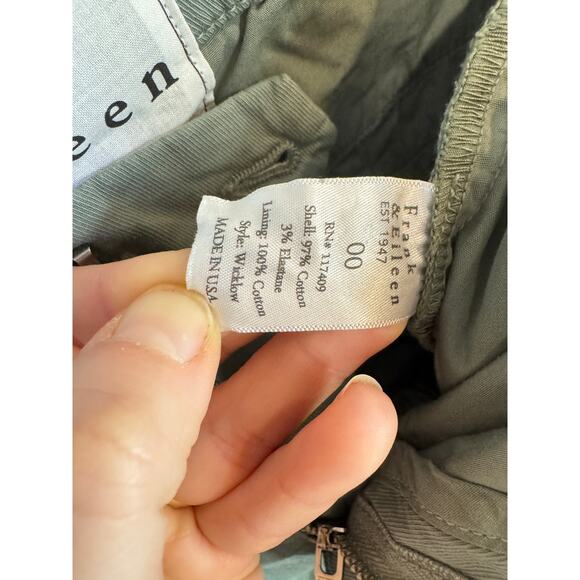 een
Frank
& Eileen
EST 1947
00
RN# 117409
Shell: 97% Cotton
3% Elastane
Lining: 100% Cotton
Style: Wicklow
MADE IN U.S.A